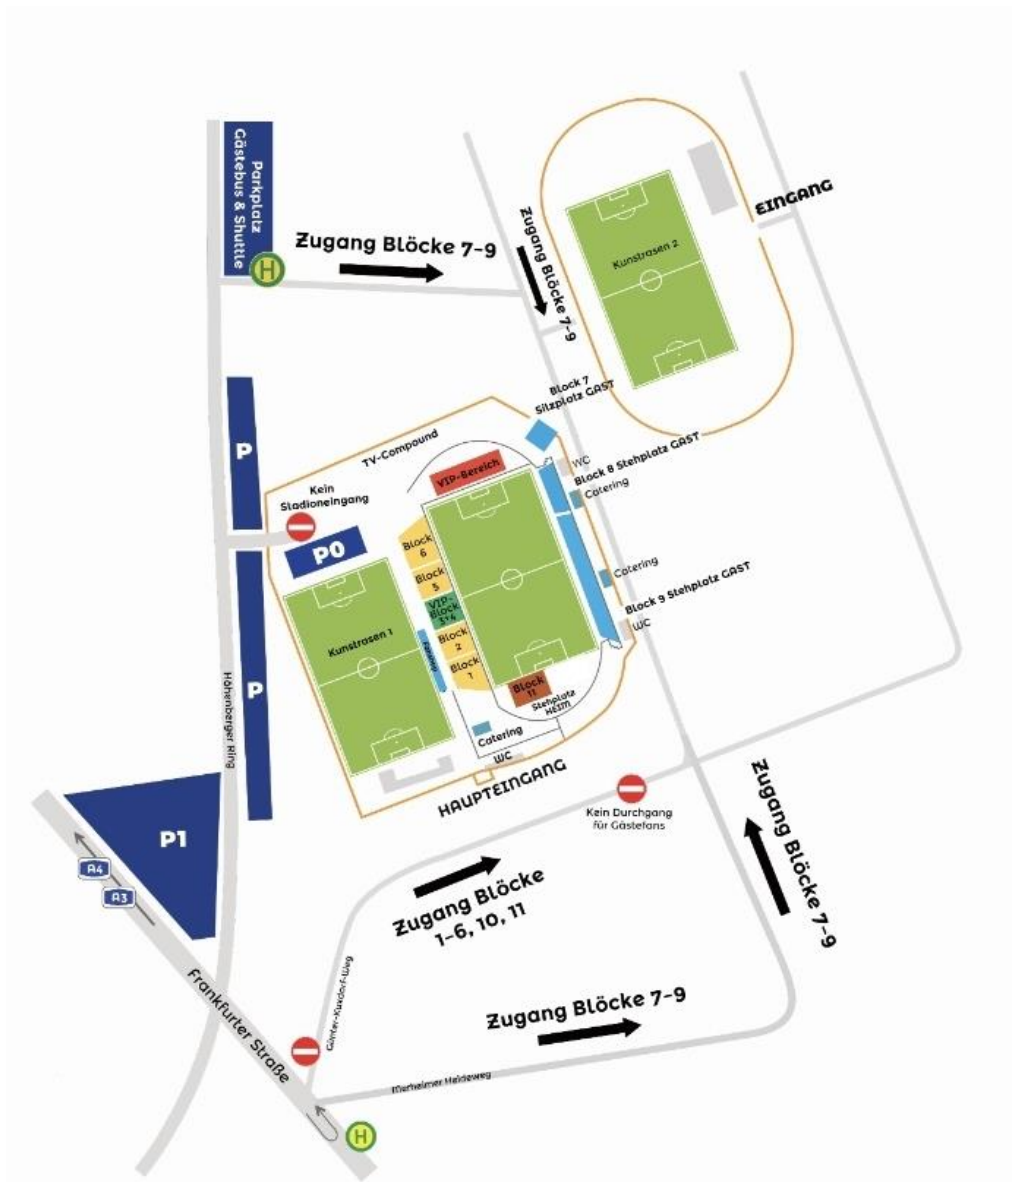 Parkplatz
Gästebus & Shuttle
H
Zugang Blöcke 7-9
Zugang Blöcke 7-9
EINGANG
Kunstrasen 2
Block 7
Sitzplatz GAST
TV-Compound
VIP-Bereich
WC
Block 8 Stehplatz GAST
Catering
P
Kein
Stadioneingang
P0
Block
6
Block
5
VIP-
Block
3+4
Block
2
Block
1
Catering
Block 9 Stehplatz GAST
WC
Kunstrasen 1
Block
11
Stehplatz
HEIM
P
Höhenberger Ring
Catering
WC
HAUPTEINGANG
Kein Durchgang
für Gästefans
P1
A4
A3
Zugang Blöcke
1-6, 10, 11
Zugang Blöcke 7-9
Frankfurter Straße
Günter-Kuxdorf-Weg
Zugang Blöcke 7-9
Merheimer Heideweg
H